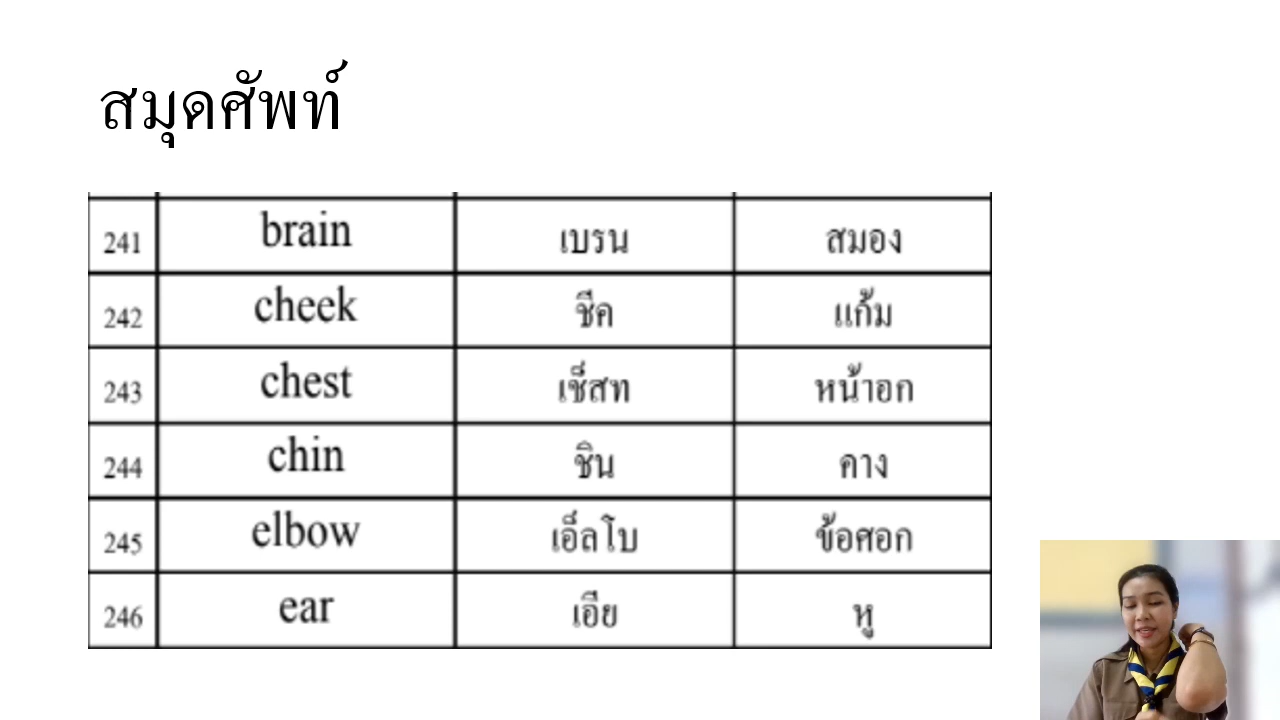 สมุดศัพท์
241 brain เบรน สมอง
242 cheek ชีค แก้ม
243 chest เช็สท หน้าอก
244 chin ชิน คาง
245 elbow เอ็ลโบ ข้อศอก
246 ear เอีย หู